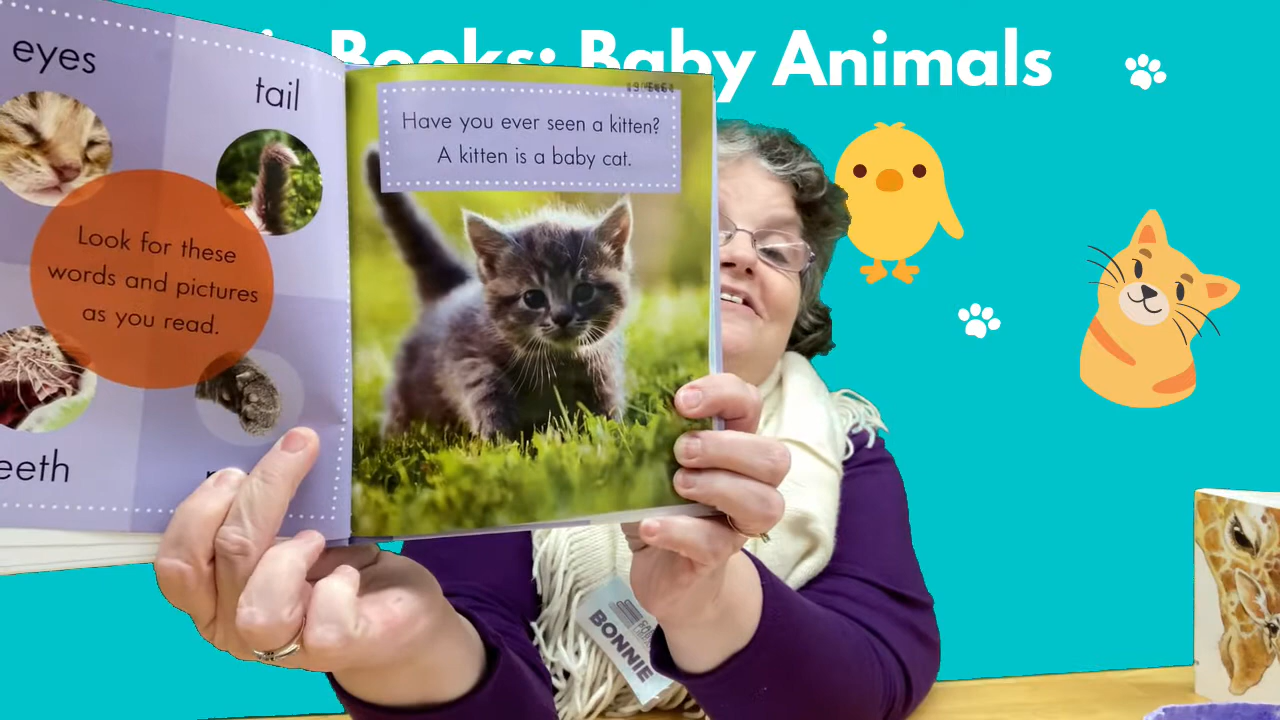 Books: Baby Animals
eyes
tail
Look for these
words and pictures
as you read.
eeth
Have you ever seen a kitten?
A kitten is a baby cat.
BONNIE